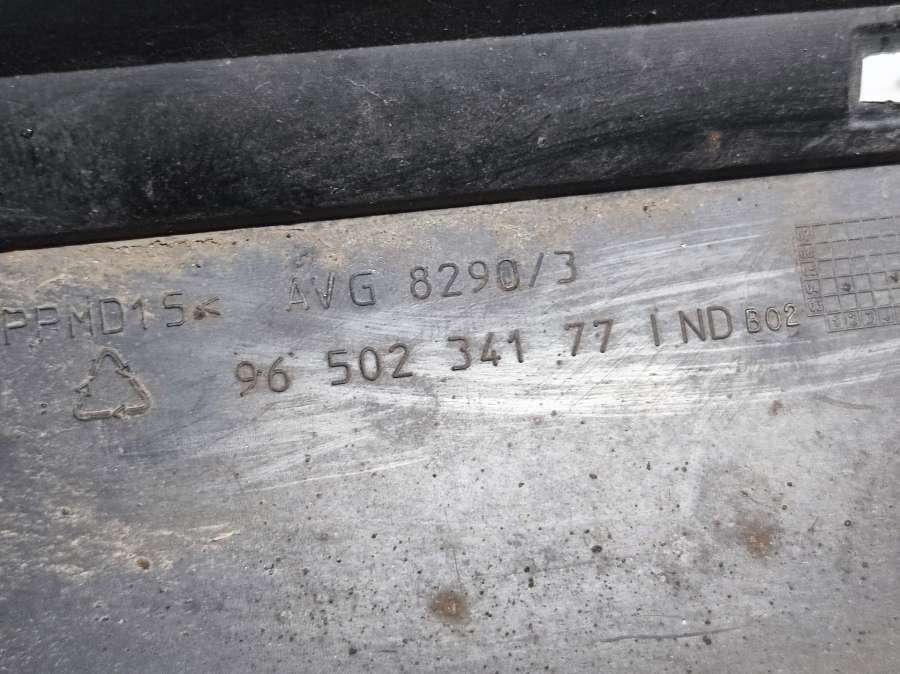 PPMD15< AVG 8290/3
96 502 341 77 IND B02